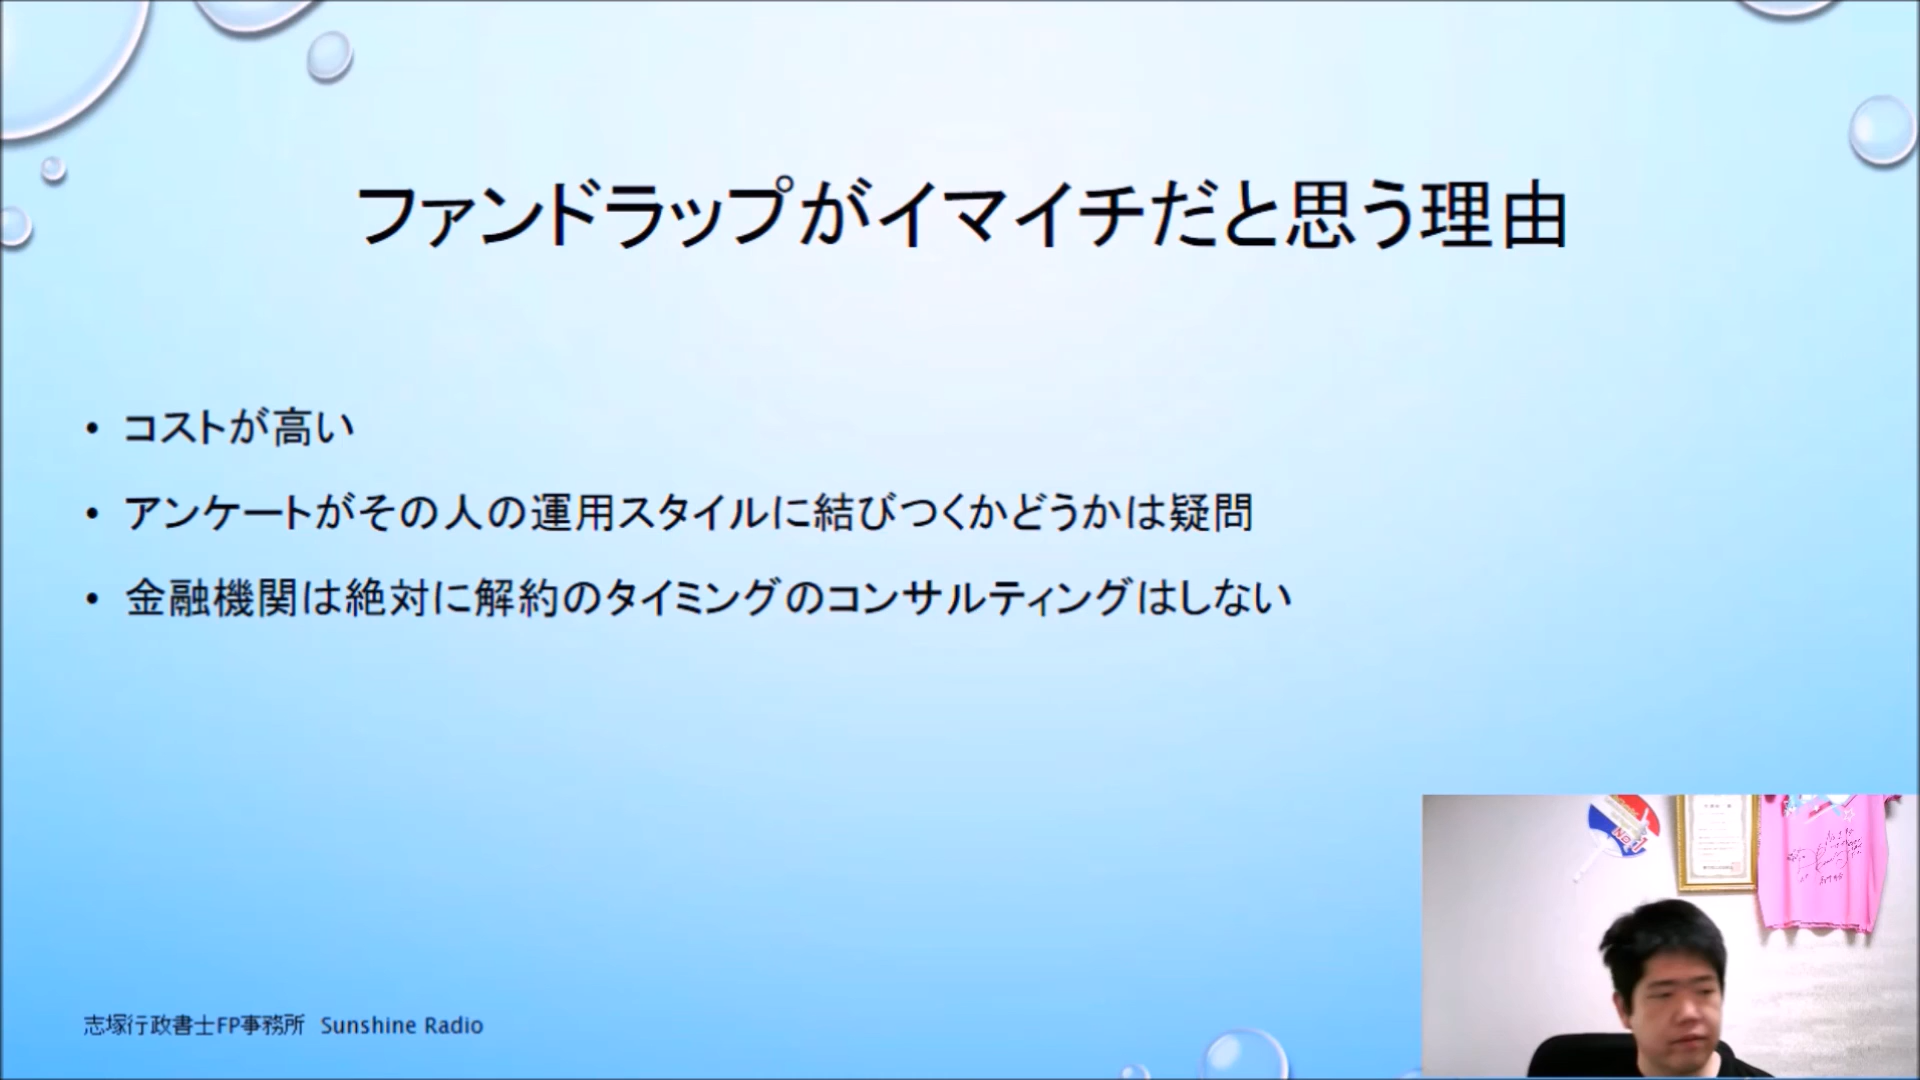 ファンドラップがイマイチだと思う理由
• コストが高い
• アンケートがその人の運用スタイルに結びつくかどうかは疑問
• 金融機関は絶対に解約のタイミングのコンサルティングはしない
志塚行政書士FP事務所 Sunshine Radio
No.1